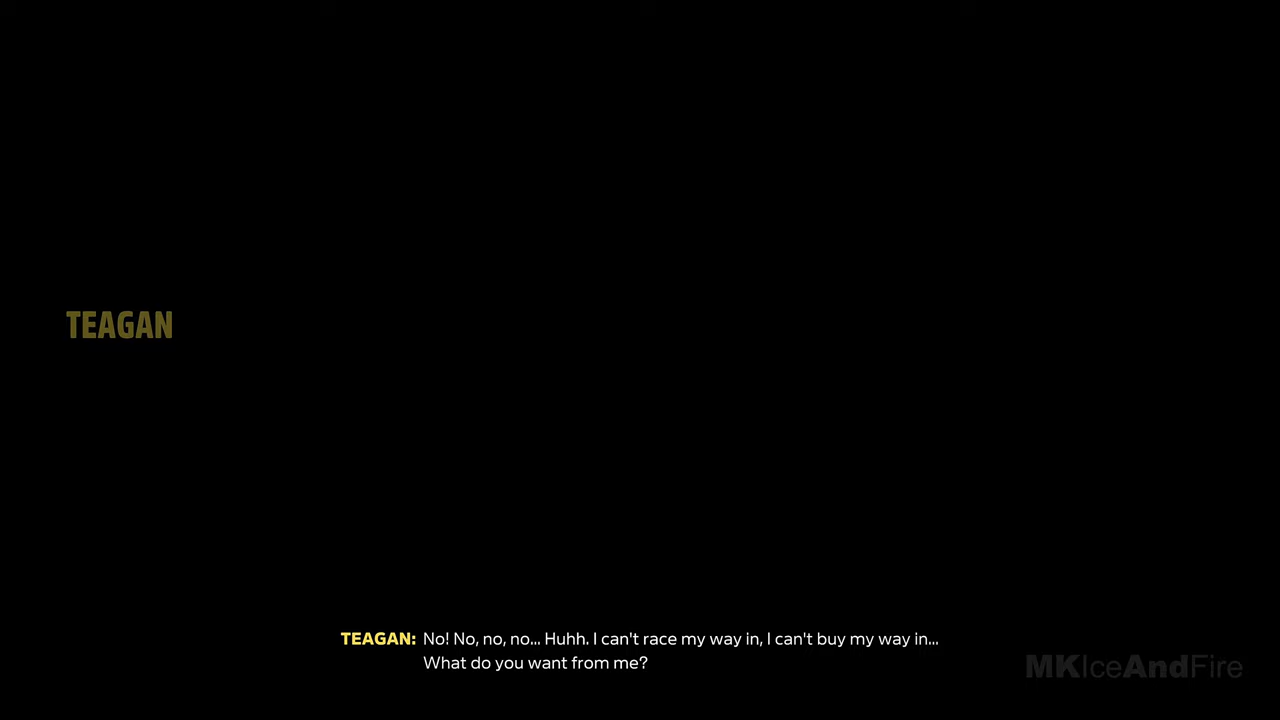 TEAGAN
TEAGAN: No! No, no, no... Huhh. I can't race my way in, I can't buy my way in...
What do you want from me?
MKIceAndFire